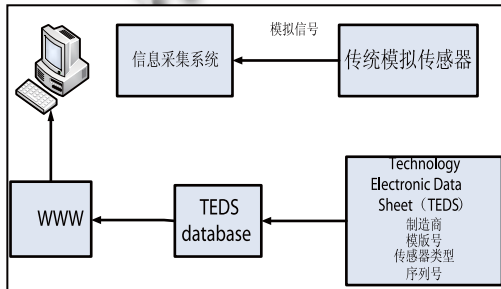 模拟信号
信息采集系统
传统模拟传感器
WWW
TEDS
database
Technology
Electronic Data
Sheet（TEDS）
制造商
模版号
传感器类型
序列号